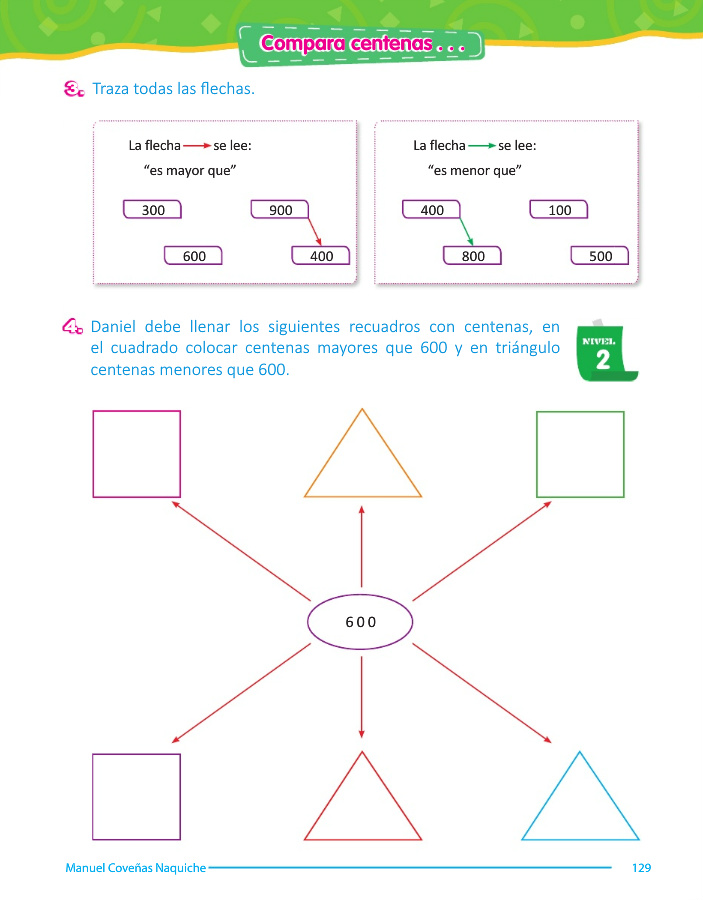 Compara centenas . . .
3. Traza todas las flechas.
La flecha se lee:
“es mayor que”
300 900
600 400
La flecha se lee:
“es menor que”
400 100
800 500
4. Daniel debe llenar los siguientes recuadros con centenas, en
el cuadrado colocar centenas mayores que 600 y en triángulo
centenas menores que 600.
NIVEL
2
6 0 0
Manuel Coveñas Naquiche
129